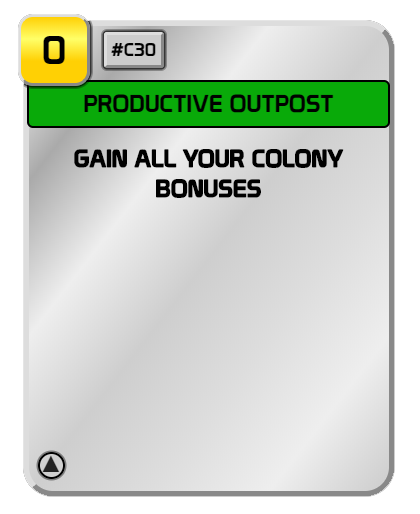 0
#C30
PRODUCTIVE OUTPOST
GAIN ALL YOUR COLONY
BONUSES